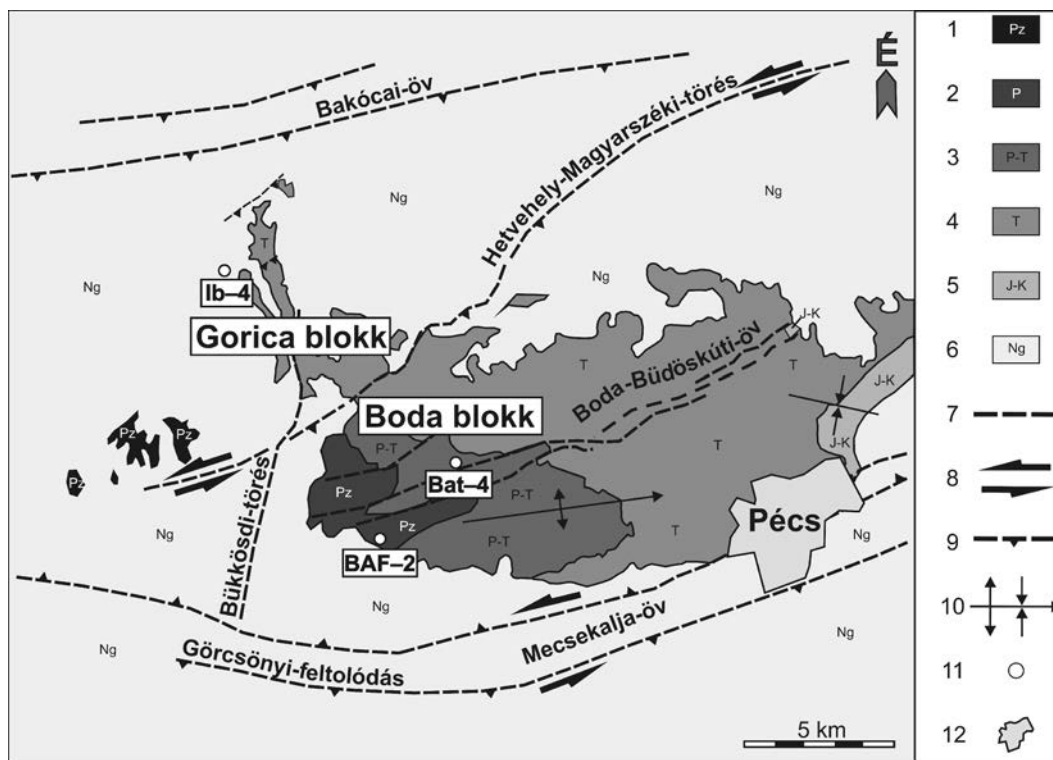 É
Bakócai-öv
Hetvehely-Magyarszéki-törés
Ng
Ng
Ng
Ng
T
Ib–4
Gorica blokk
J-K
Boda-Büdöskúti-öv
T
T
J-K
Boda blokk
J-K
Pz
Pz
Pz
P-T
T
Bat–4
Pz
P-T
Pécs
Pz
T
P-T
BAF–2
Ng
Ng
Ng
Bükkösdi-törés
Mecsekalja-öv
Görcsönyi-feltolódás
Ng
Ng
5 km
1 Pz
2 P
3 P-T
4 T
5 J-K
6 Ng
7
8
9
10
11
12